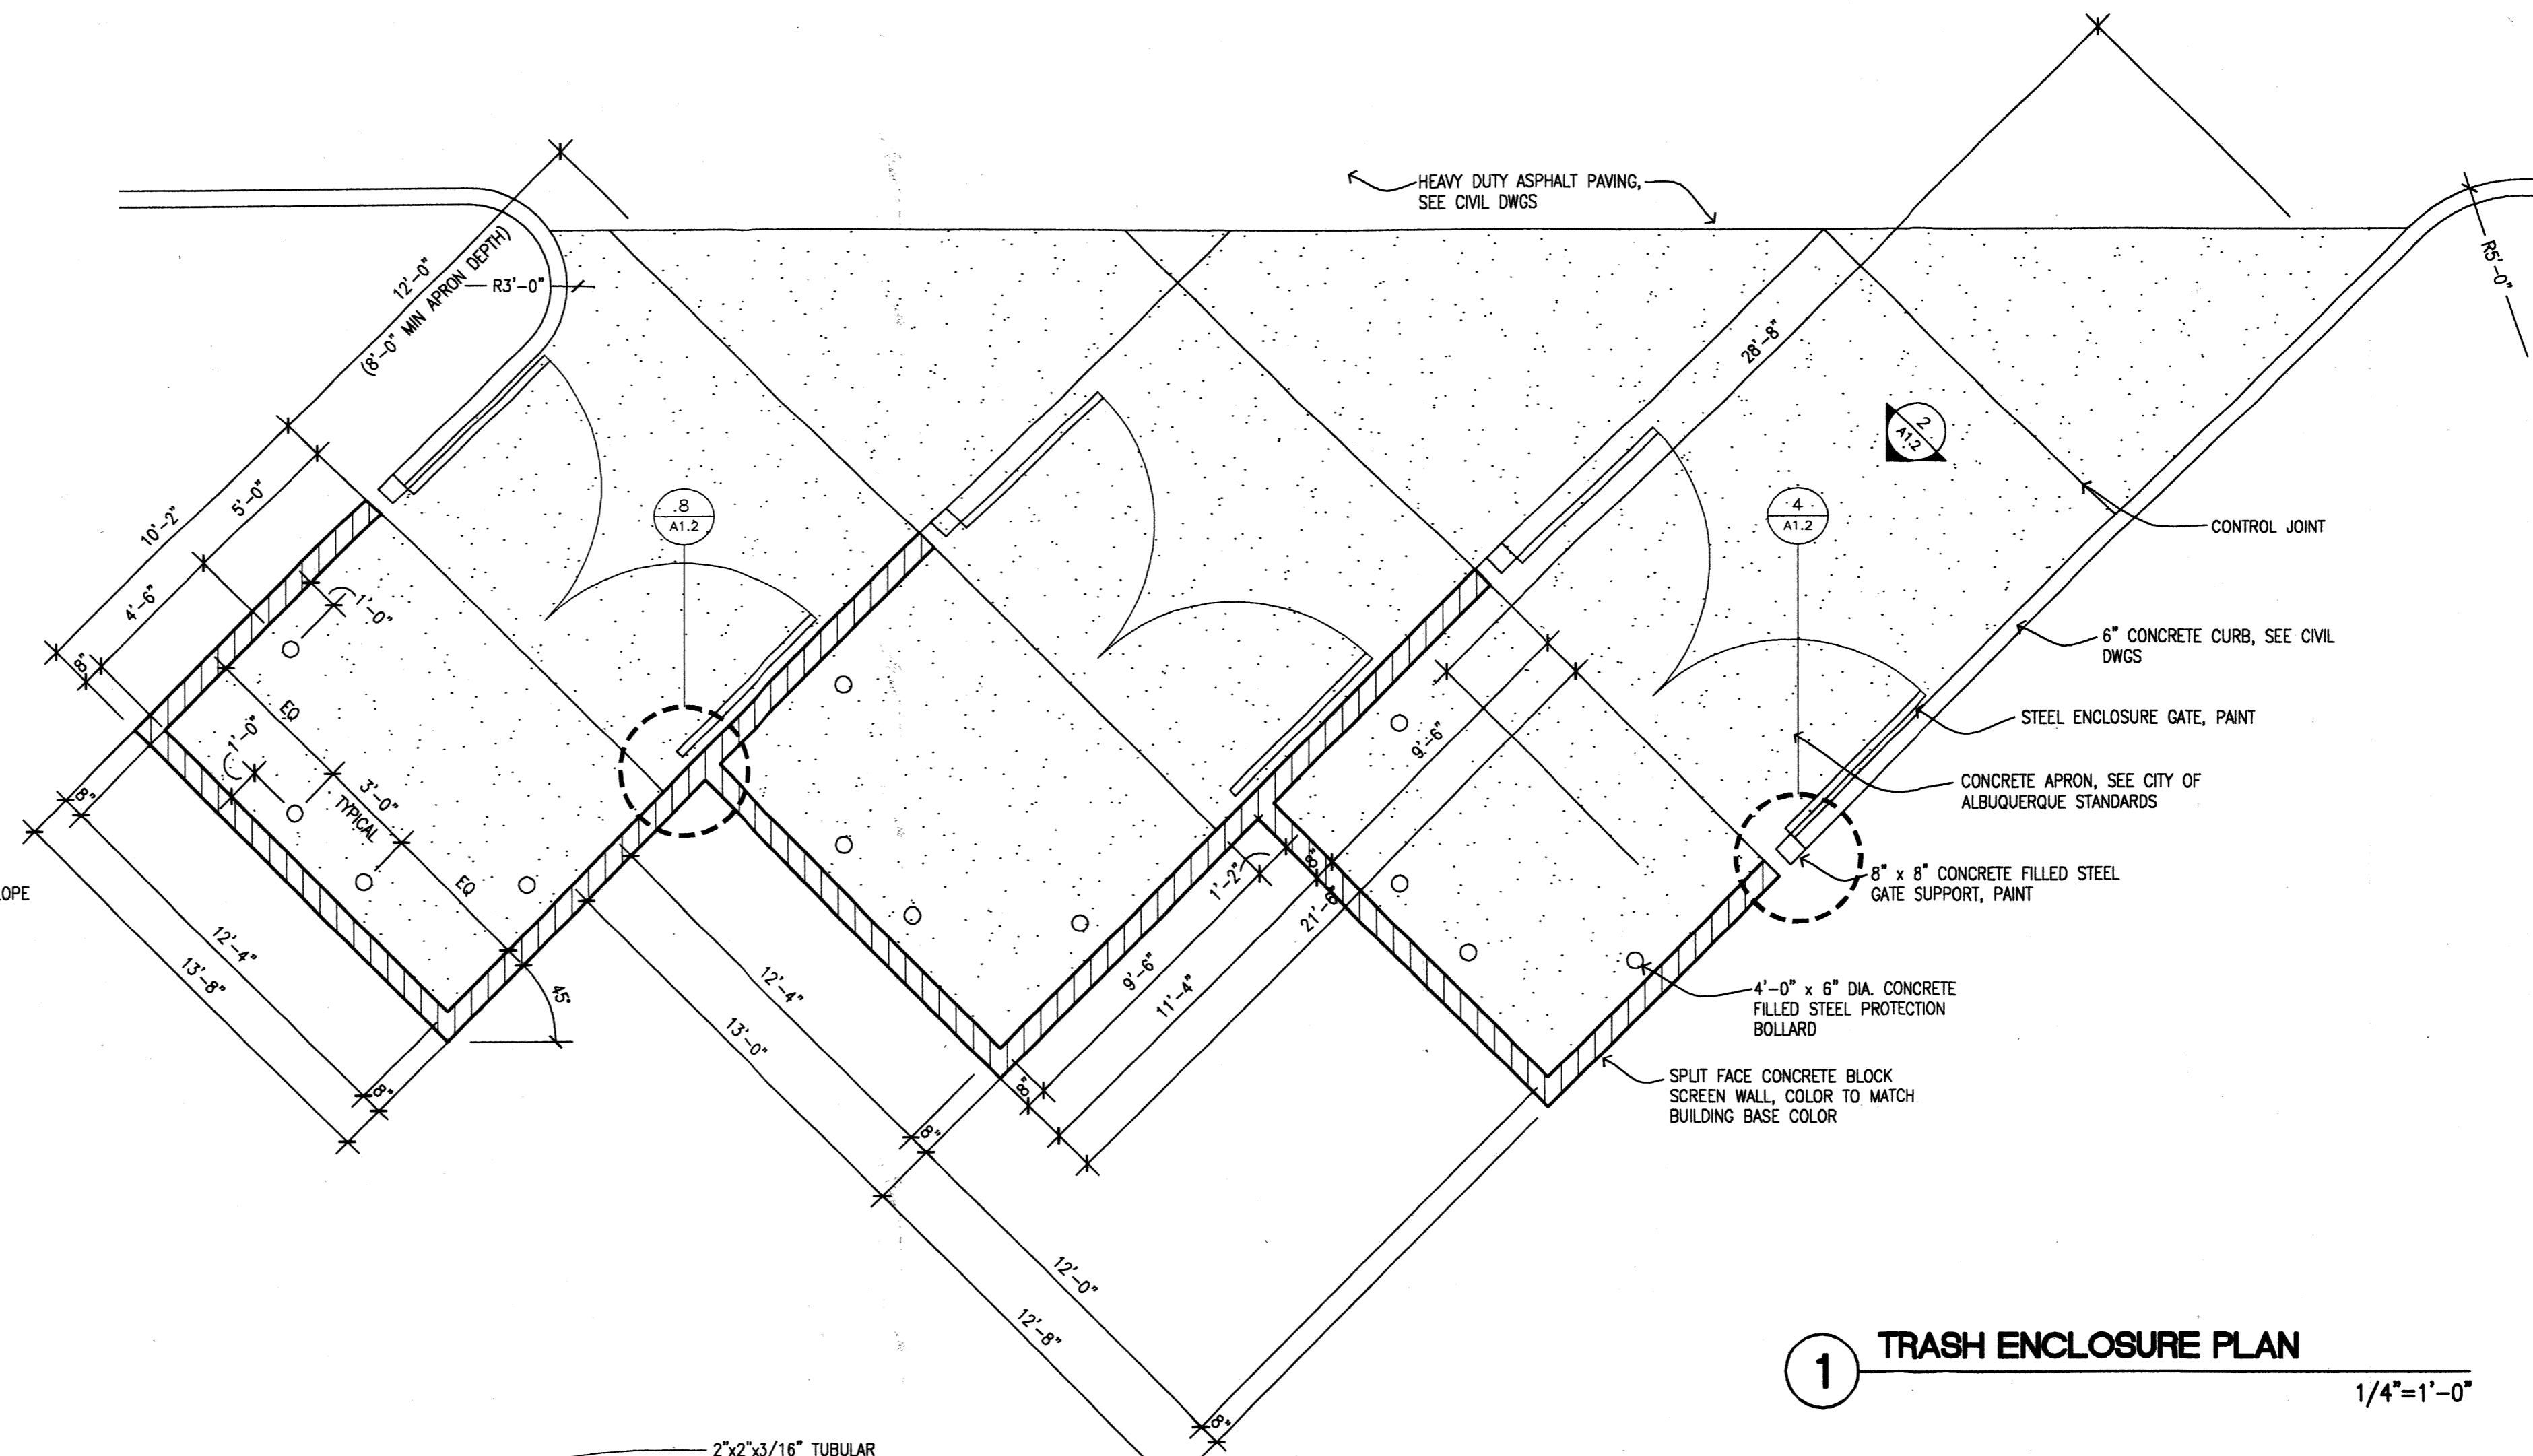 HEAVY DUTY ASPHALT PAVING,
SEE CIVIL DWGS
12'-0"
(8'-0" MIN APRON DEPTH)
R3'-0"
R5'-0"
28'-8"
2
A1.2
10'-2"
5'-0"
4'-6"
8"
1'-0"
8
A1.2
4
A1.2
CONTROL JOINT
6" CONCRETE CURB, SEE CIVIL
DWGS
STEEL ENCLOSURE GATE, PAINT
CONCRETE APRON, SEE CITY OF
ALBUQUERQUE STANDARDS
8" x 8" CONCRETE FILLED STEEL
GATE SUPPORT, PAINT
4'-0" x 6" DIA. CONCRETE
FILLED STEEL PROTECTION
BOLLARD
SPLIT FACE CONCRETE BLOCK
SCREEN WALL, COLOR TO MATCH
BUILDING BASE COLOR
EQ
1'-0"
3'-0"
TYPICAL
EQ
OPE
8"
12'-4"
13'-8"
8"
45°
9'-6"
1'-2"
8"
21'-6"
9'-6"
11'-4"
8"
12'-4"
13'-0"
8"
12'-0"
12'-8"
8"
1
TRASH ENCLOSURE PLAN
1/4"=1'-0"
2"x2"x3/16" TUBULAR